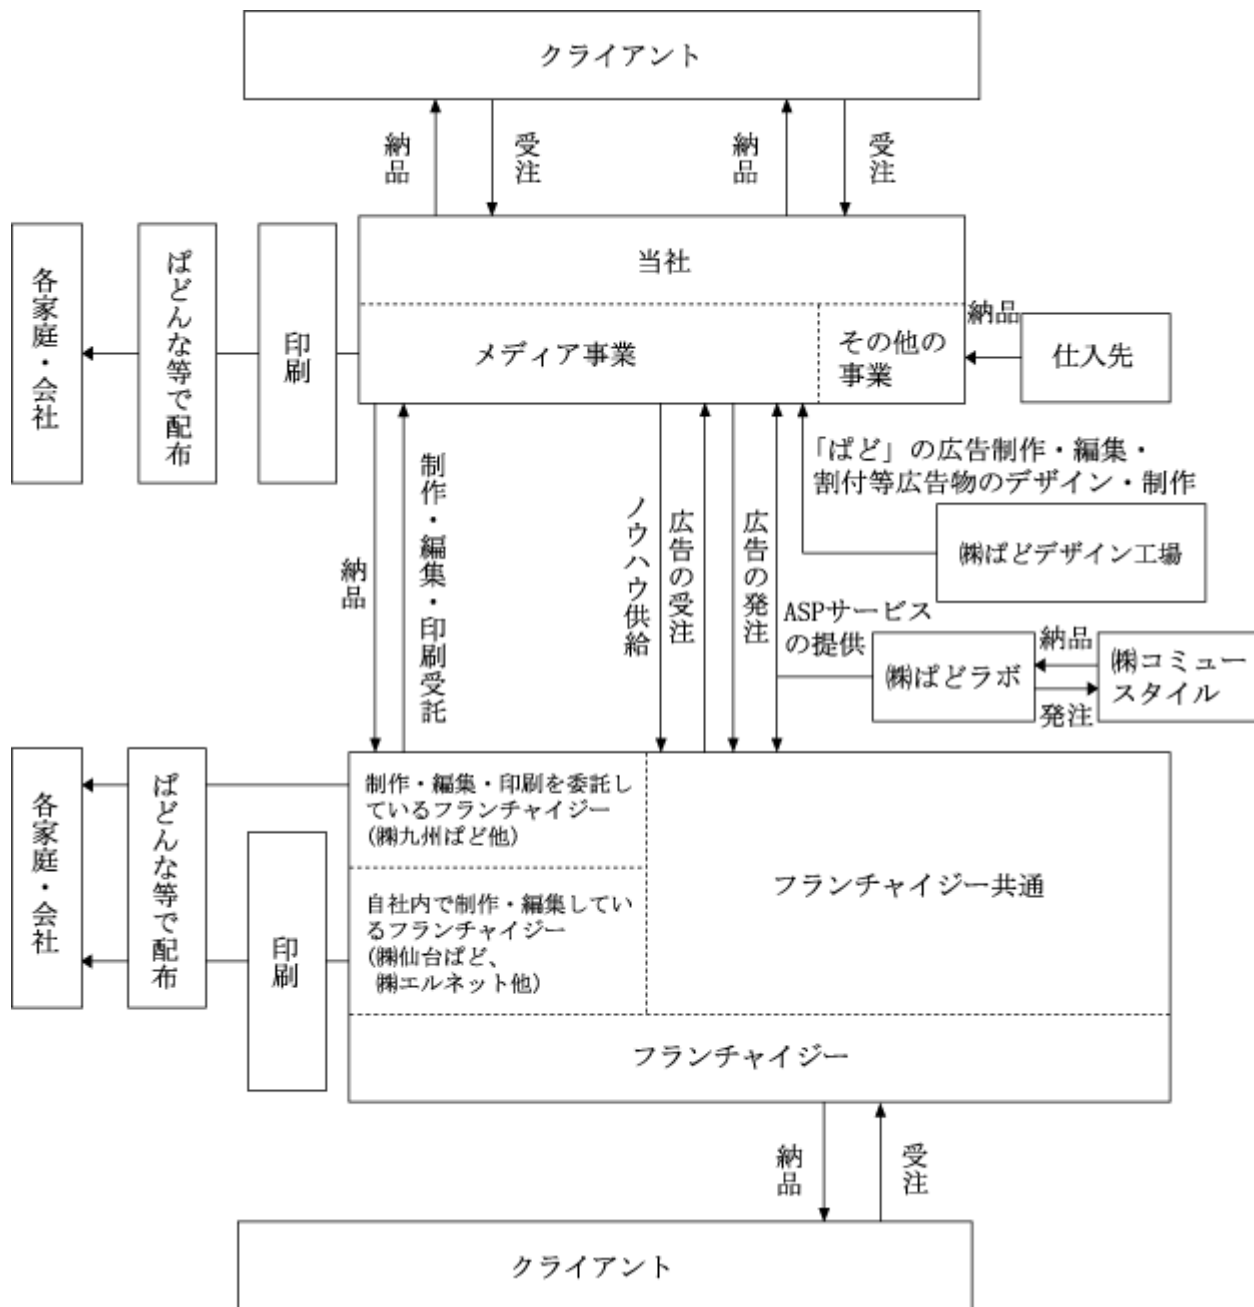 クライアント
納品
受注
納品
受注
各家庭・会社
ぱどんな等で配布
印刷
当社
メディア事業
その他の
事業
納品
仕入先
「ぱど」の広告制作・編集・
割付等広告物のデザイン・制作
㈱ぱどデザイン工場
納品
制作・編集・印刷受託
ノウハウ供給
広告の受注
広告の発注
ASPサービス
の提供
㈱ぱどラボ
納品
発注
㈱コミュー
スタイル
各家庭・会社
ぱどんな等で配布
印刷
制作・編集・印刷を委託し
ているフランチャイジー
(㈱九州ぱど他)
自社内で制作・編集してい
るフランチャイジー
(㈱仙台ぱど、
㈱エルネット他)
フランチャイジー共通
フランチャイジー
納品
受注
クライアント